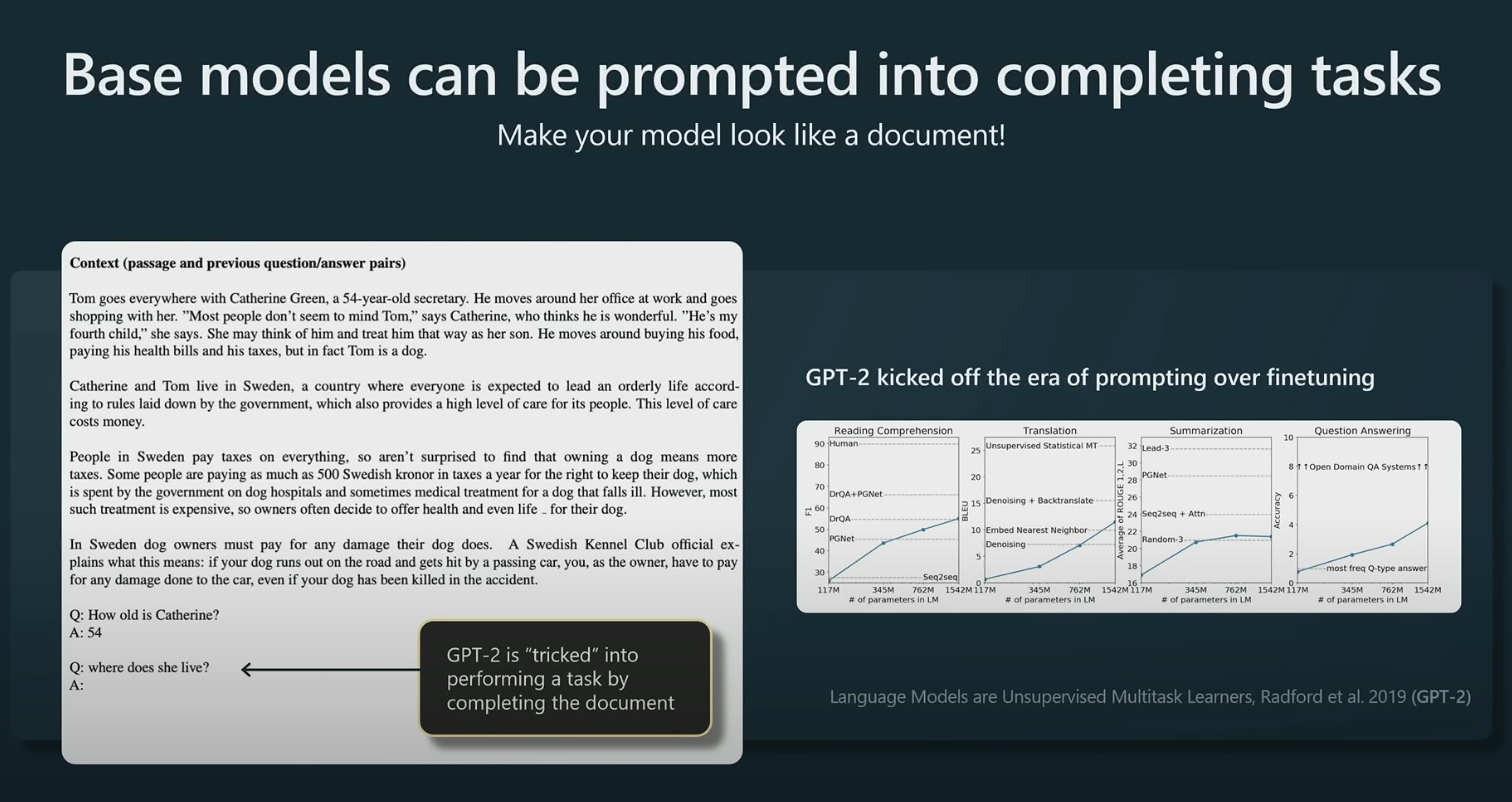 Base models can be prompted into completing tasks
Make your model look like a document!
Context (passage and previous question/answer pairs)
Tom goes everywhere with Catherine Green, a 54-year-old secretary. He moves around her office at work and goes
shopping with her. ”Most people don’t seem to mind Tom,” says Catherine, who thinks he is wonderful. ”He’s my
fourth child,” she says. She may think of him and treat him that way as her son. He moves around buying his food,
paying his health bills and his taxes, but in fact Tom is a dog.
Catherine and Tom live in Sweden, a country where everyone is expected to lead an orderly life accord-
ing to rules laid down by the government, which also provides a high level of care for its people. This level of care
costs money.
People in Sweden pay taxes on everything, so aren’t surprised to find that owning a dog means more
taxes. Some people are paying as much as 500 Swedish kronor in taxes a year for the right to keep their dog, which
is spent by the government on dog hospitals and sometimes medical treatment for a dog that falls ill. However, most
such treatment is expensive, so owners often decide to offer health and even life _ for their dog.
In Sweden dog owners must pay for any damage their dog does. A Swedish Kennel Club official ex-
plains what this means: if your dog runs out on the road and gets hit by a passing car, you, as the owner, have to pay
for any damage done to the car, even if your dog has been killed in the accident.
Q: How old is Catherine?
A: 54
Q: where does she live?
A:
GPT-2 is “tricked” into
performing a task by
completing the document
GPT-2 kicked off the era of prompting over finetuning
Reading Comprehension
90
80
70
60
50
40
30
F1
Human
DrQA+PGNet
DrQA
PGNet
Seq2seq
117M 345M 762M 1542M
# of parameters in LM
Translation
25
20
15
10
5
0
BLEU
Unsupervised Statistical MT
Denoising + Backtranslate
Embed Nearest Neighbor
Denoising
117M 345M 762M 1542M
# of parameters in LM
Summarization
32
30
28
26
24
22
20
18
16
Average of ROUGE 1,2,L
Lead-3
PGNet
Seq2seq + Attn
Random-3
117M 345M 762M 1542M
# of parameters in LM
Question Answering
10
8
6
4
2
0
Accuracy
↑↑Open Domain QA Systems↑↑
most freq Q-type answer
117M 345M 762M 1542M
# of parameters in LM
Language Models are Unsupervised Multitask Learners, Radford et al. 2019 (GPT-2)